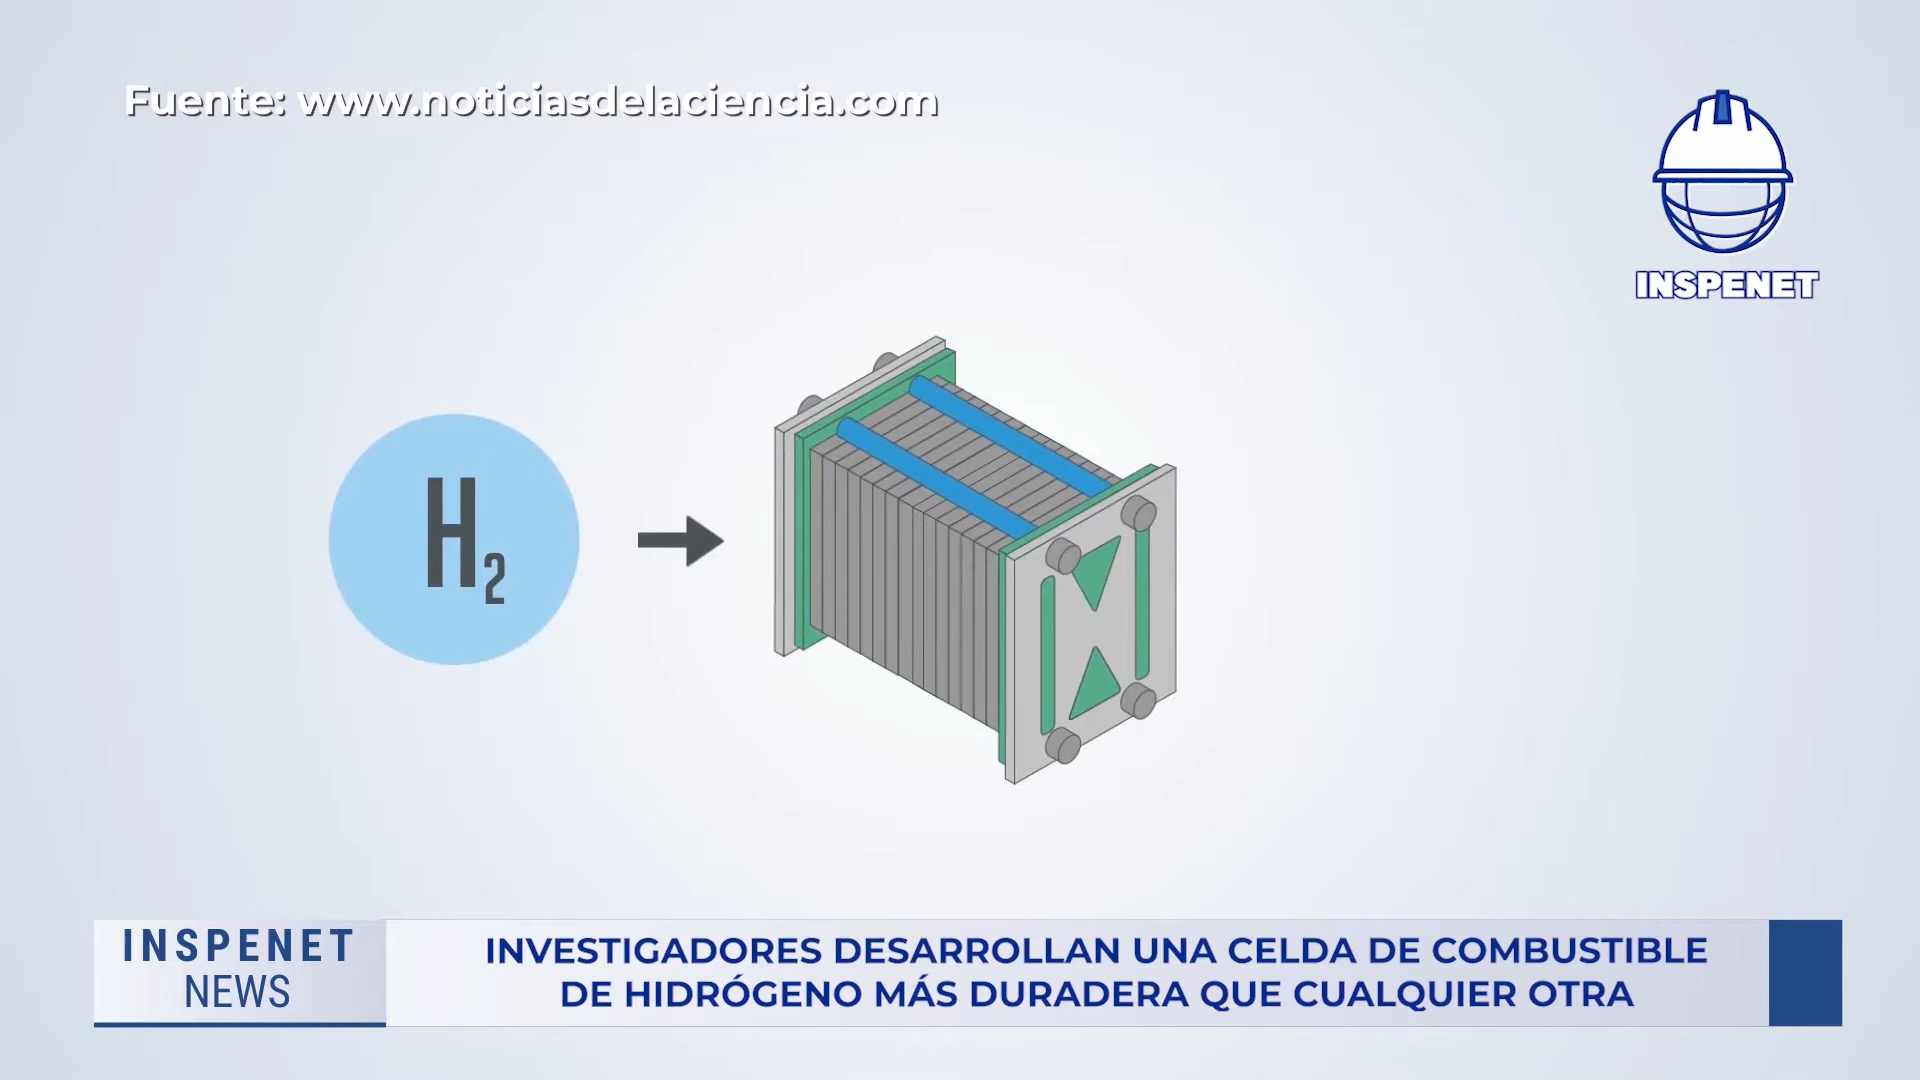 Fuente: www.noticiasdelaciencia.com
INSPENET
H2
INSPENET
NEWS
INVESTIGADORES DESARROLLAN UNA CELDA DE COMBUSTIBLE
DE HIDRÓGENO MÁS DURADERA QUE CUALQUIER OTRA